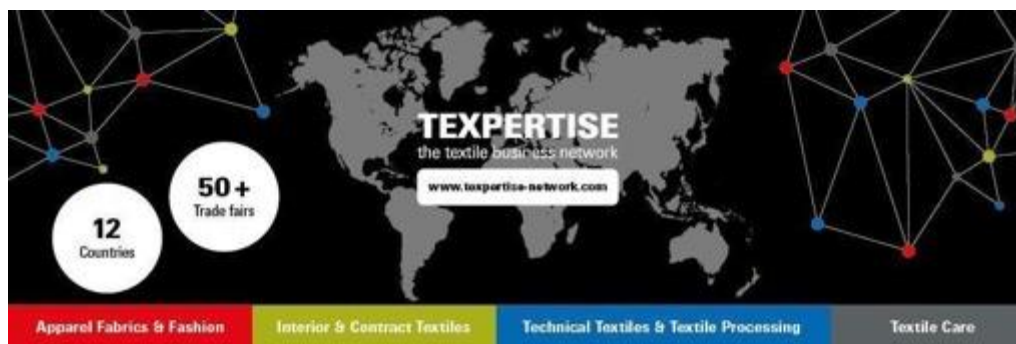 TEXPERTISE
the textile business network
www.texpertise-network.com
50+
Trade fairs
12
Countries
Apparel Fabrics & Fashion
Interior & Contract Textiles
Technical Textiles & Textile Processing
Textile Care